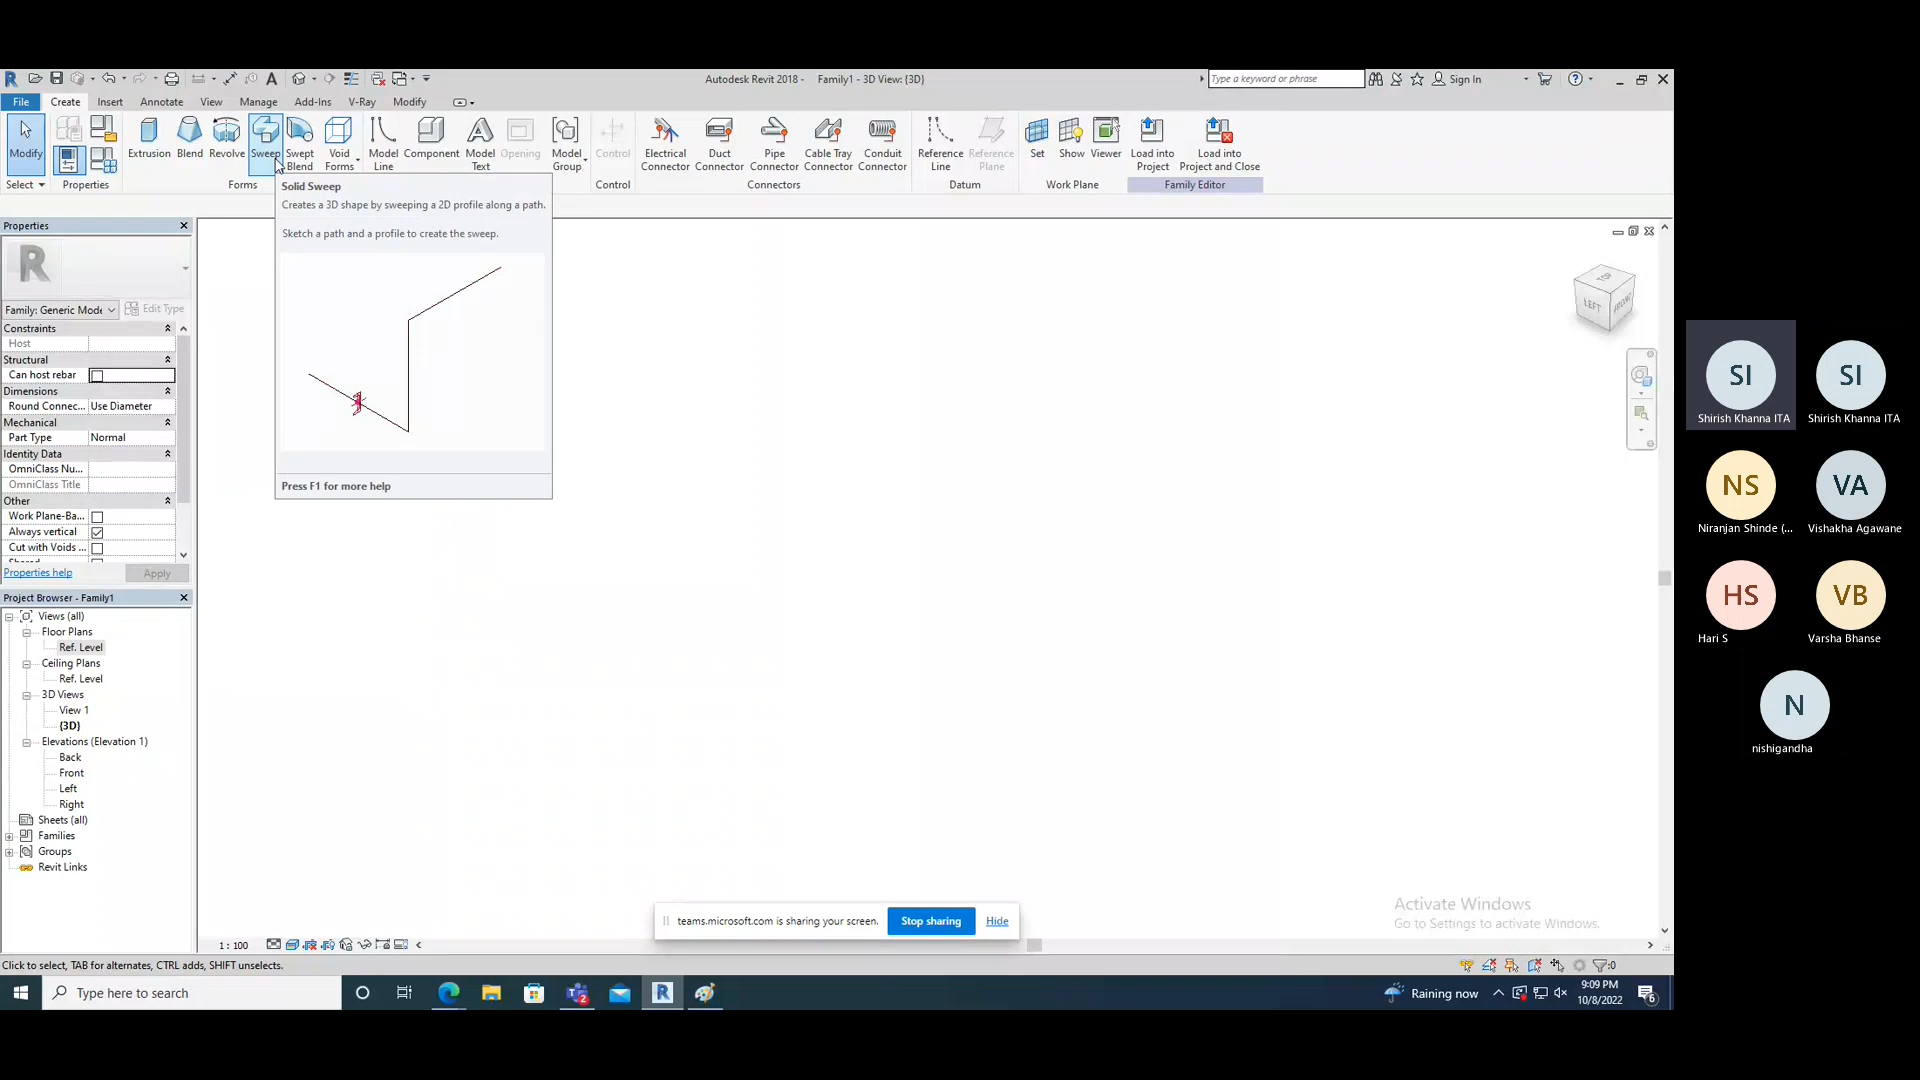 Autodesk Revit 2018 - Family1 - 3D View: {3D}
Type a keyword or phrase
Sign In
File Create Insert Annotate View Manage Add-Ins V-Ray Modify
Modify
Extrusion Blend Revolve Sweep Swept Blend Void Forms
Model Line Component Model Text Opening Model Group
Control
Electrical Connector Duct Connector Pipe Connector Cable Tray Connector Conduit Connector
Reference Line Reference Plane
Set Show Viewer
Load into Project Load into Project and Close
Select Properties Forms Control Connectors Datum Work Plane Family Editor
Solid Sweep
Creates a 3D shape by sweeping a 2D profile along a path.
Sketch a path and a profile to create the sweep.
Press F1 for more help
Properties
R
Family: Generic Mode
Edit Type
Constraints
Host
Structural
Can host rebar
Dimensions
Round Connec... Use Diameter
Mechanical
Part Type Normal
Identity Data
OmniClass Nu...
OmniClass Title
Other
Work Plane-Ba...
Always vertical
Cut with Voids ...
Properties help Apply
Project Browser - Family1
Views (all)
Floor Plans
Ref. Level
Ceiling Plans
Ref. Level
3D Views
View 1
{3D}
Elevations (Elevation 1)
Back
Front
Left
Right
Sheets (all)
Families
Groups
Revit Links
LEFT FRONT
1 : 100
teams.microsoft.com is sharing your screen. Stop sharing Hide
Activate Windows
Go to Settings to activate Windows.
Click to select, TAB for alternates, CTRL adds, SHIFT unselects.
:0
Type here to search
Raining now
9:09 PM
10/8/2022
2
6
SI
Shirish Khanna ITA
SI
Shirish Khanna ITA
NS
Niranjan Shinde (...
VA
Vishakha Agawane
HS
Hari S
VB
Varsha Bhanse
N
nishigandha